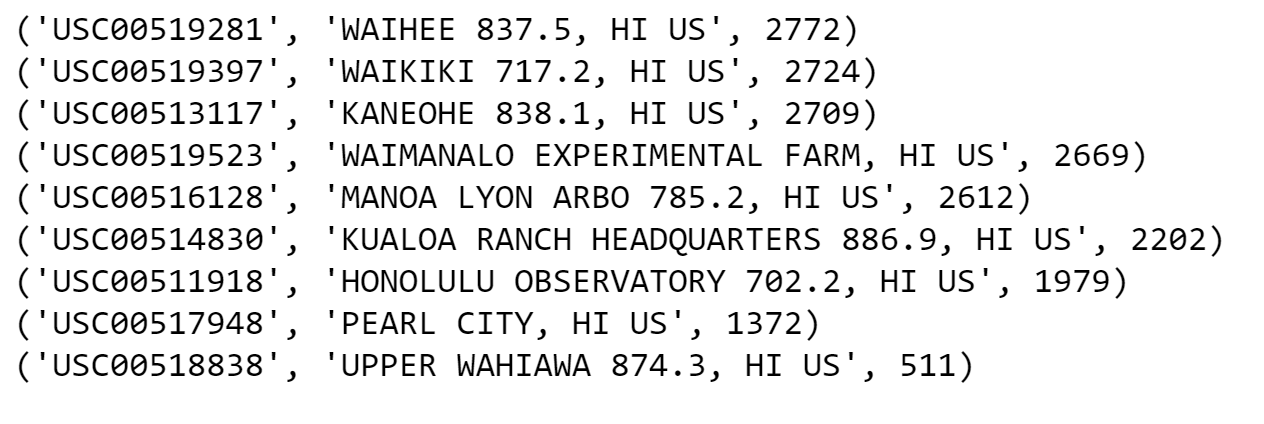 ('USC00519281', 'WAIHEE 837.5, HI US', 2772)
('USC00519397', 'WAIKIKI 717.2, HI US', 2724)
('USC00513117', 'KANEOHE 838.1, HI US', 2709)
('USC00519523', 'WAIMANALO EXPERIMENTAL FARM, HI US', 2669)
('USC00516128', 'MANOA LYON ARBO 785.2, HI US', 2612)
('USC00514830', 'KUALOA RANCH HEADQUARTERS 886.9, HI US', 2202)
('USC00511918', 'HONOLULU OBSERVATORY 702.2, HI US', 1979)
('USC00517948', 'PEARL CITY, HI US', 1372)
('USC00518838', 'UPPER WAHIAWA 874.3, HI US', 511)